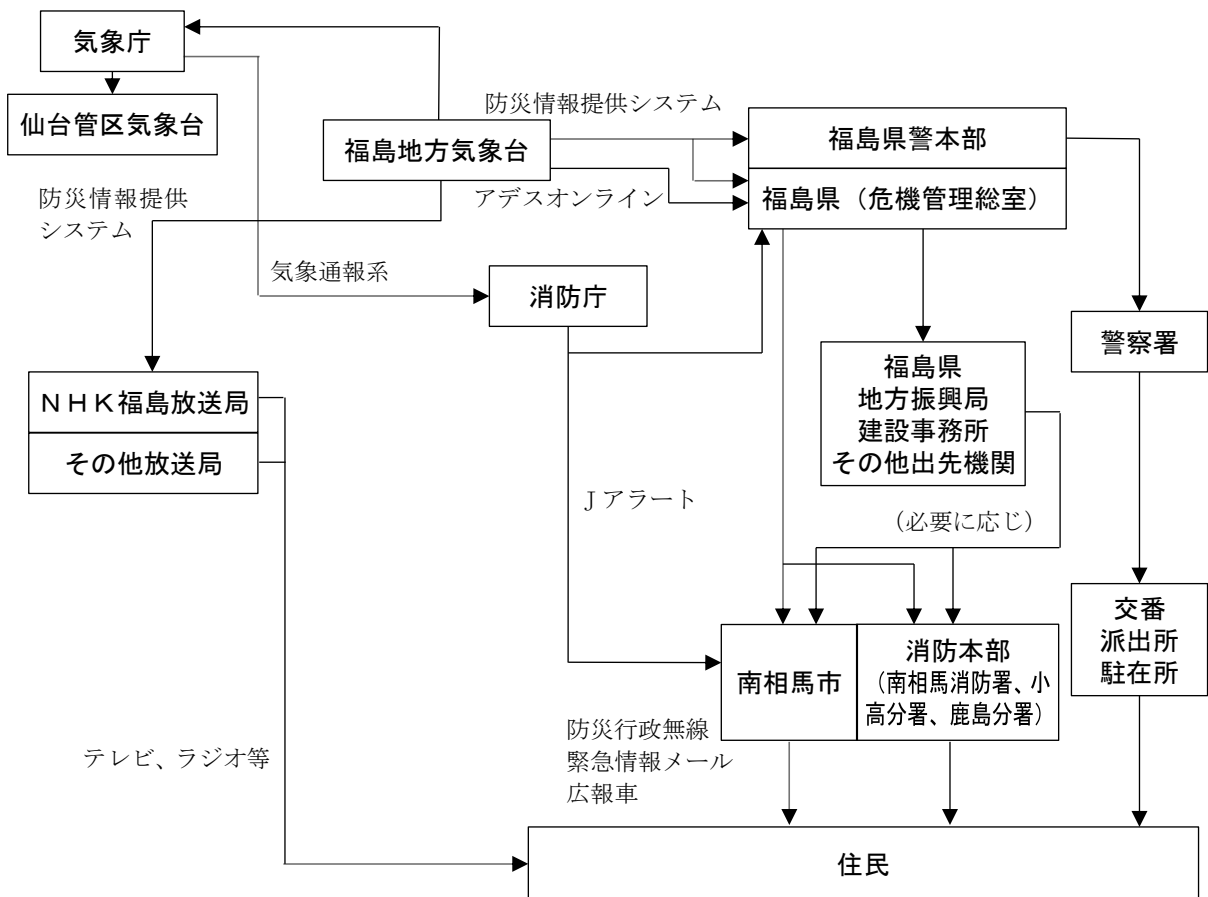 気象庁
仙台管区気象台
防災情報提供システム
福島地方気象台
福島県警本部
アデスオンライン
福島県(危機管理総室)
防災情報提供
システム
気象通報系
消防庁
警察署
福島県
地方振興局
建設事務所
その他出先機関
NHK福島放送局
その他放送局
Jアラート
(必要に応じ)
交番
派出所
駐在所
南相馬市
消防本部
(南相馬消防署、小
高分署、鹿島分署)
防災行政無線
緊急情報メール
広報車
テレビ、ラジオ等
住民